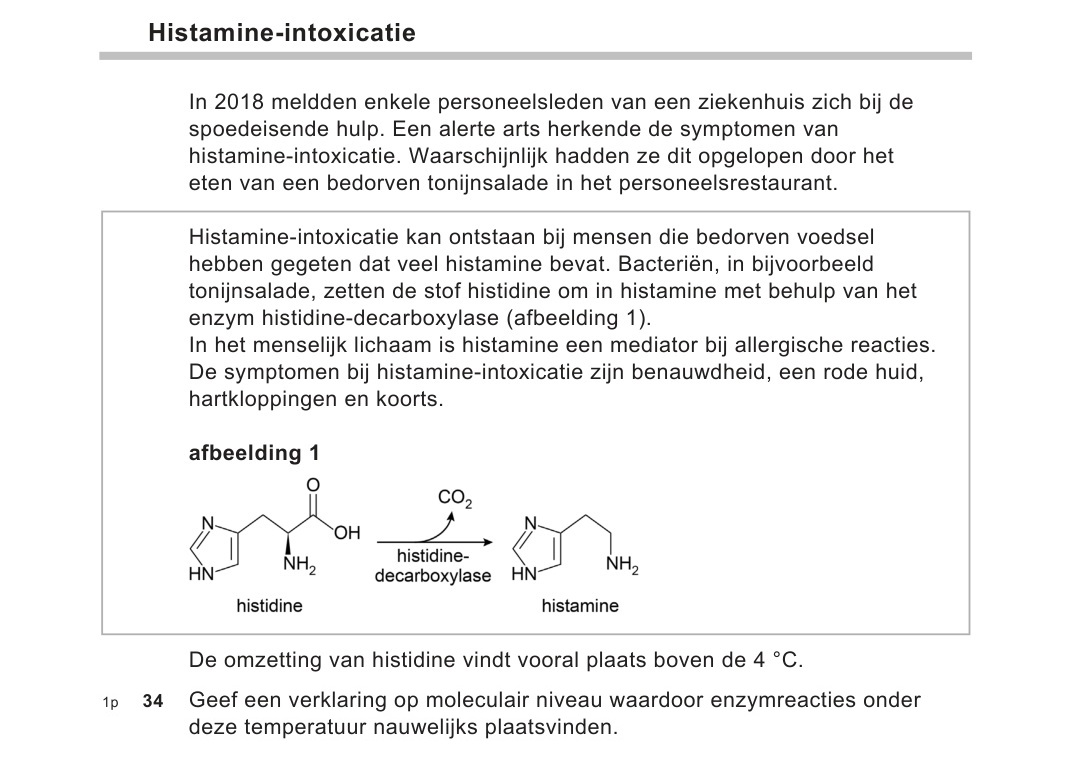 Histamine-intoxicatie
In 2018 meldden enkele personeelsleden van een ziekenhuis zich bij de
spoedeisende hulp. Een alerte arts herkende de symptomen van
histamine-intoxicatie. Waarschijnlijk hadden ze dit opgelopen door het
eten van een bedorven tonijnsalade in het personeelsrestaurant.
Histamine-intoxicatie kan ontstaan bij mensen die bedorven voedsel
hebben gegeten dat veel histamine bevat. Bacteriën, in bijvoorbeeld
tonijnsalade, zetten de stof histidine om in histamine met behulp van het
enzym histidine-decarboxylase (afbeelding 1).
In het menselijk lichaam is histamine een mediator bij allergische reacties.
De symptomen bij histamine-intoxicatie zijn benauwdheid, een rode huid,
hartkloppingen en koorts.
afbeelding 1
O
N
OH
NH2
HN
histidine
CO2
histidine-
decarboxylase
N
NH2
HN
histamine
De omzetting van histidine vindt vooral plaats boven de 4 °C.
1p 34 Geef een verklaring op moleculair niveau waardoor enzymreacties onder
deze temperatuur nauwelijks plaatsvinden.